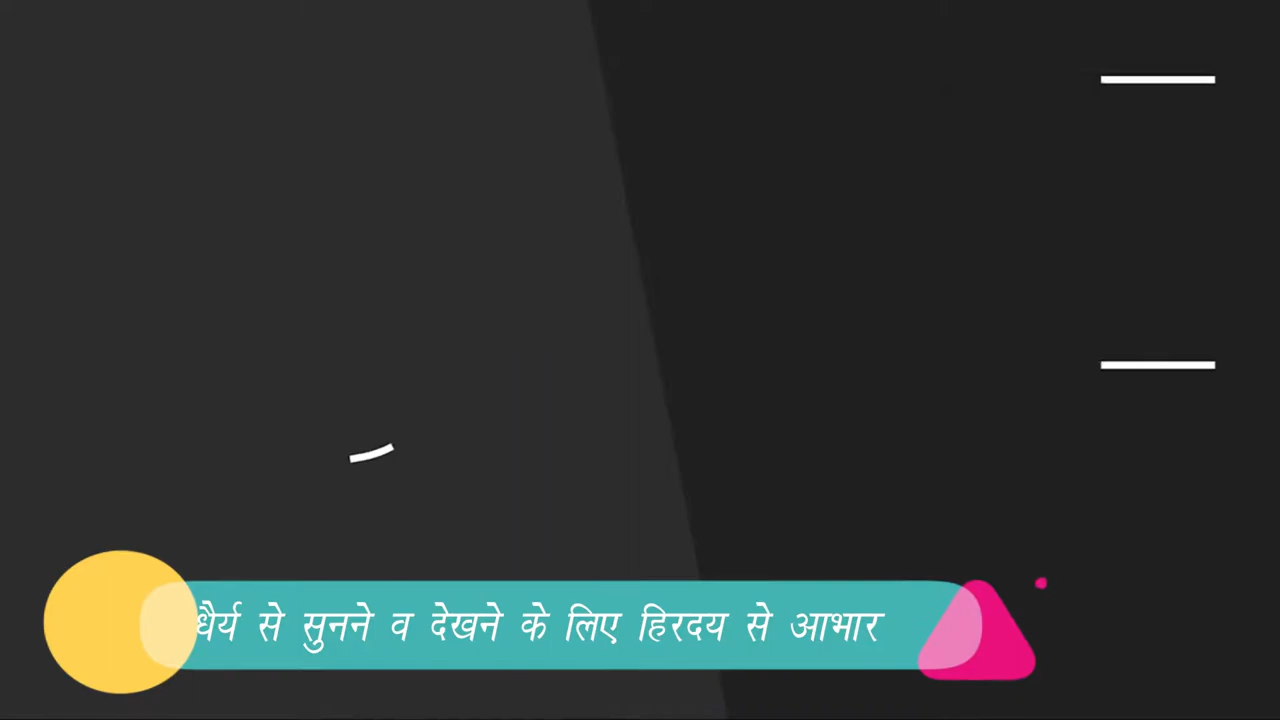 धैर्य से सुनने व देखने के लिए हिरदय से आभार